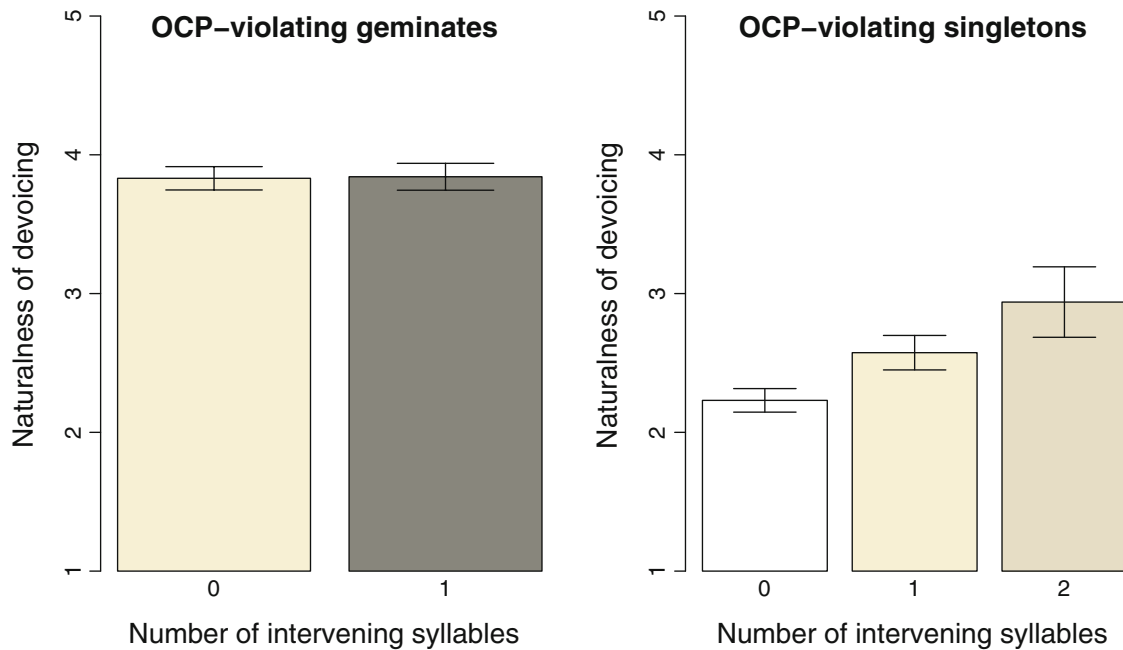 OCP−violating geminates
Naturalness of devoicing
5
4
3
2
1
0 1
Number of intervening syllables
OCP−violating singletons
Naturalness of devoicing
5
4
3
2
1
0 1 2
Number of intervening syllables